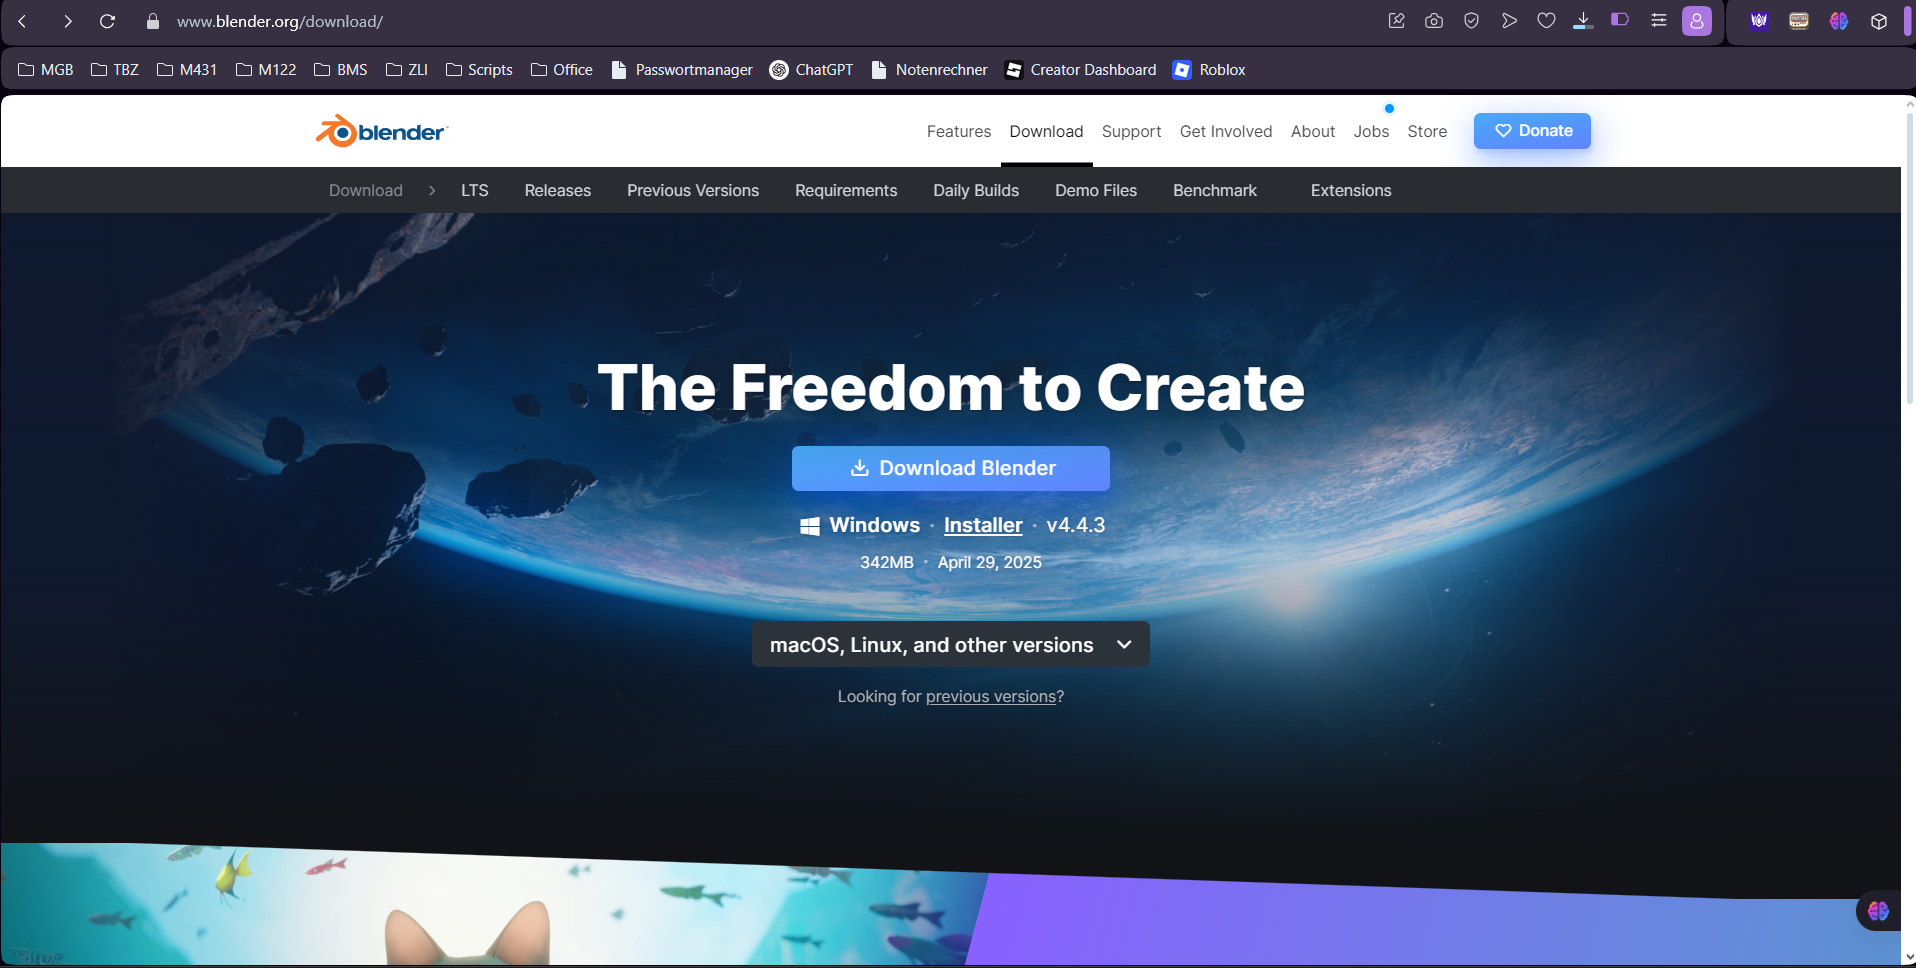 www.blender.org/download/
MGB TBZ M431 M122 BMS ZLI Scripts Office Passwortmanager ChatGPT Notenrechner Creator Dashboard Roblox
blender Features Download Support Get Involved About Jobs Store Donate
Download > LTS Releases Previous Versions Requirements Daily Builds Demo Files Benchmark Extensions
The Freedom to Create
Download Blender
Windows · Installer · v4.4.3
342MB · April 29, 2025
macOS, Linux, and other versions
Looking for previous versions?